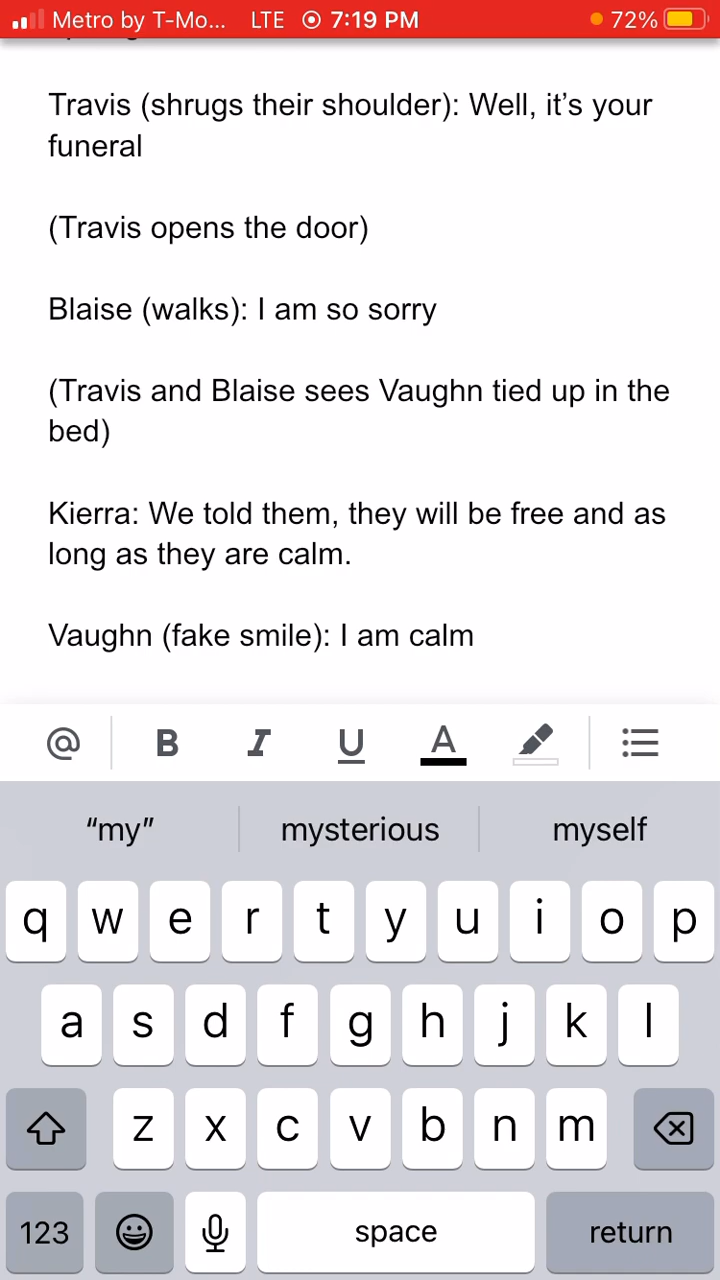 Metro by T-Mo... LTE 7:19 PM 72%
Travis (shrugs their shoulder): Well, it’s your
funeral
(Travis opens the door)
Blaise (walks): I am so sorry
(Travis and Blaise sees Vaughn tied up in the
bed)
Kierra: We told them, they will be free and as
long as they are calm.
Vaughn (fake smile): I am calm
@ B I U A
“my” mysterious myself
q w e r t y u i o p
a s d f g h j k l
z x c v b n m
123 space return